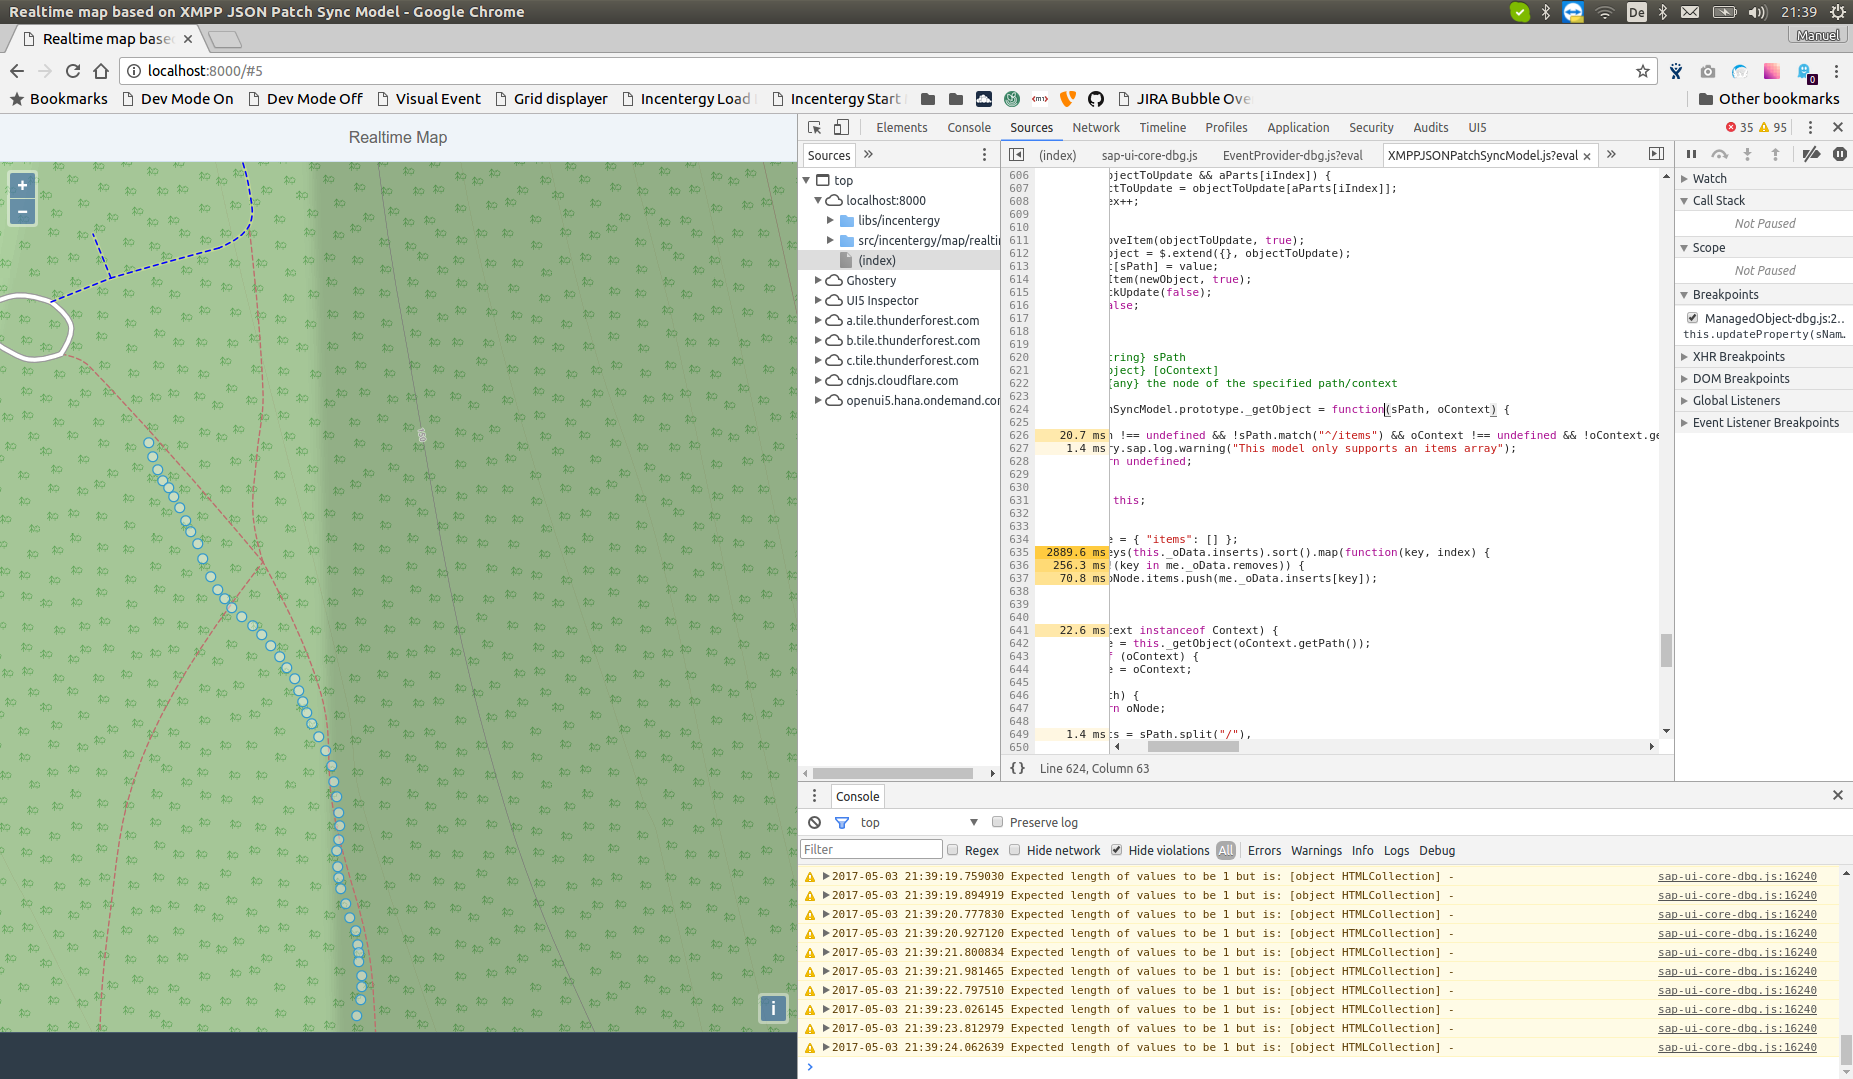 Realtime map based on XMPP JSON Patch Sync Model - Google Chrome
De
21:39
Realtime map base
Manuel
localhost:8000/#5
0
Bookmarks
Dev Mode On
Dev Mode Off
Visual Event
Grid displayer
Incentergy Load
Incentergy Start
JIRA Bubble Ove
Other bookmarks
Realtime Map
+
−
i
Elements
Console
Sources
Network
Timeline
Profiles
Application
Security
Audits
UI5
35
95
Sources
»
top
localhost:8000
libs/incentergy
src/incentergy/map/realti
(index)
Ghostery
UI5 Inspector
a.tile.thunderforest.com
b.tile.thunderforest.com
c.tile.thunderforest.com
cdnjs.cloudflare.com
openui5.hana.ondemand.cor
(index)
sap-ui-core-dbg.js
EventProvider-dbg.js?eval
XMPPJSONPatchSyncModel.js?eval ×
»
606 objectToUpdate && aParts[iIndex]) {
607 ctToUpdate = objectToUpdate[aParts[iIndex]];
608 ex++;
609
610
611 oveItem(objectToUpdate, true);
612 bject = $.extend({}, objectToUpdate);
613 t[sPath] = value;
614 Item(newObject, true);
615 ckUpdate(false);
616 alse;
617
618
619
620 tring} sPath
621 bject} [oContext]
622 {any} the node of the specified path/context
623
624 hSyncModel.prototype._getObject = function(sPath, oContext) {
625
626 20.7 ms h !== undefined && !sPath.match("^/items") && oContext !== undefined && !oContext.ge
627 1.4 ms ry.sap.log.warning("This model only supports an items array");
628 rn undefined;
629
630
631 this;
632
633
634 e = { "items": [] };
635 2889.6 ms eys(this._oData.inserts).sort().map(function(key, index) {
636 256.3 ms (key in me._oData.removes)) {
637 70.8 ms oNode.items.push(me._oData.inserts[key]);
638
639
640
641 22.6 ms text instanceof Context) {
642 e = this._getObject(oContext.getPath());
643 f (oContext) {
644 e = oContext;
645
646 th) {
647 rn oNode;
648
649 1.4 ms ts = sPath.split("/"),
650
{} Line 624, Column 63
Watch
Call Stack
Not Paused
Scope
Not Paused
Breakpoints
ManagedObject-dbg.js:2…
this.updateProperty(sNam…
XHR Breakpoints
DOM Breakpoints
Global Listeners
Event Listener Breakpoints
Console
top
Preserve log
Filter
Regex
Hide network
Hide violations
All
Errors
Warnings
Info
Logs
Debug
2017-05-03 21:39:19.759030 Expected length of values to be 1 but is: [object HTMLCollection] - sap-ui-core-dbg.js:16240
2017-05-03 21:39:19.894919 Expected length of values to be 1 but is: [object HTMLCollection] - sap-ui-core-dbg.js:16240
2017-05-03 21:39:20.777830 Expected length of values to be 1 but is: [object HTMLCollection] - sap-ui-core-dbg.js:16240
2017-05-03 21:39:20.927120 Expected length of values to be 1 but is: [object HTMLCollection] - sap-ui-core-dbg.js:16240
2017-05-03 21:39:21.800834 Expected length of values to be 1 but is: [object HTMLCollection] - sap-ui-core-dbg.js:16240
2017-05-03 21:39:21.981465 Expected length of values to be 1 but is: [object HTMLCollection] - sap-ui-core-dbg.js:16240
2017-05-03 21:39:22.797510 Expected length of values to be 1 but is: [object HTMLCollection] - sap-ui-core-dbg.js:16240
2017-05-03 21:39:23.026145 Expected length of values to be 1 but is: [object HTMLCollection] - sap-ui-core-dbg.js:16240
2017-05-03 21:39:23.812979 Expected length of values to be 1 but is: [object HTMLCollection] - sap-ui-core-dbg.js:16240
2017-05-03 21:39:24.062639 Expected length of values to be 1 but is: [object HTMLCollection] - sap-ui-core-dbg.js:16240